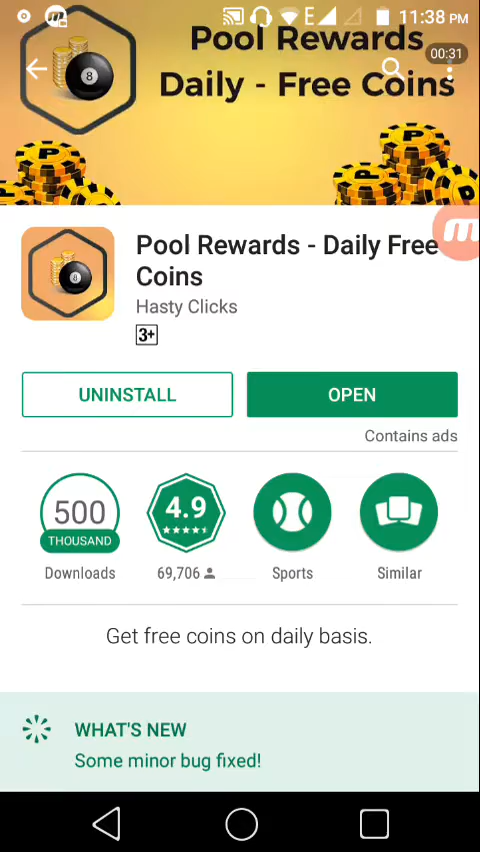 E 11:38 PM
Pool Rewards
00:31
Daily - Free Coins
8
P P
P P P P
8
Pool Rewards - Daily Free
Coins
Hasty Clicks
3+
UNINSTALL OPEN
Contains ads
500 4.9
THOUSAND
Downloads 69,706 Sports Similar
Get free coins on daily basis.
WHAT'S NEW
Some minor bug fixed!